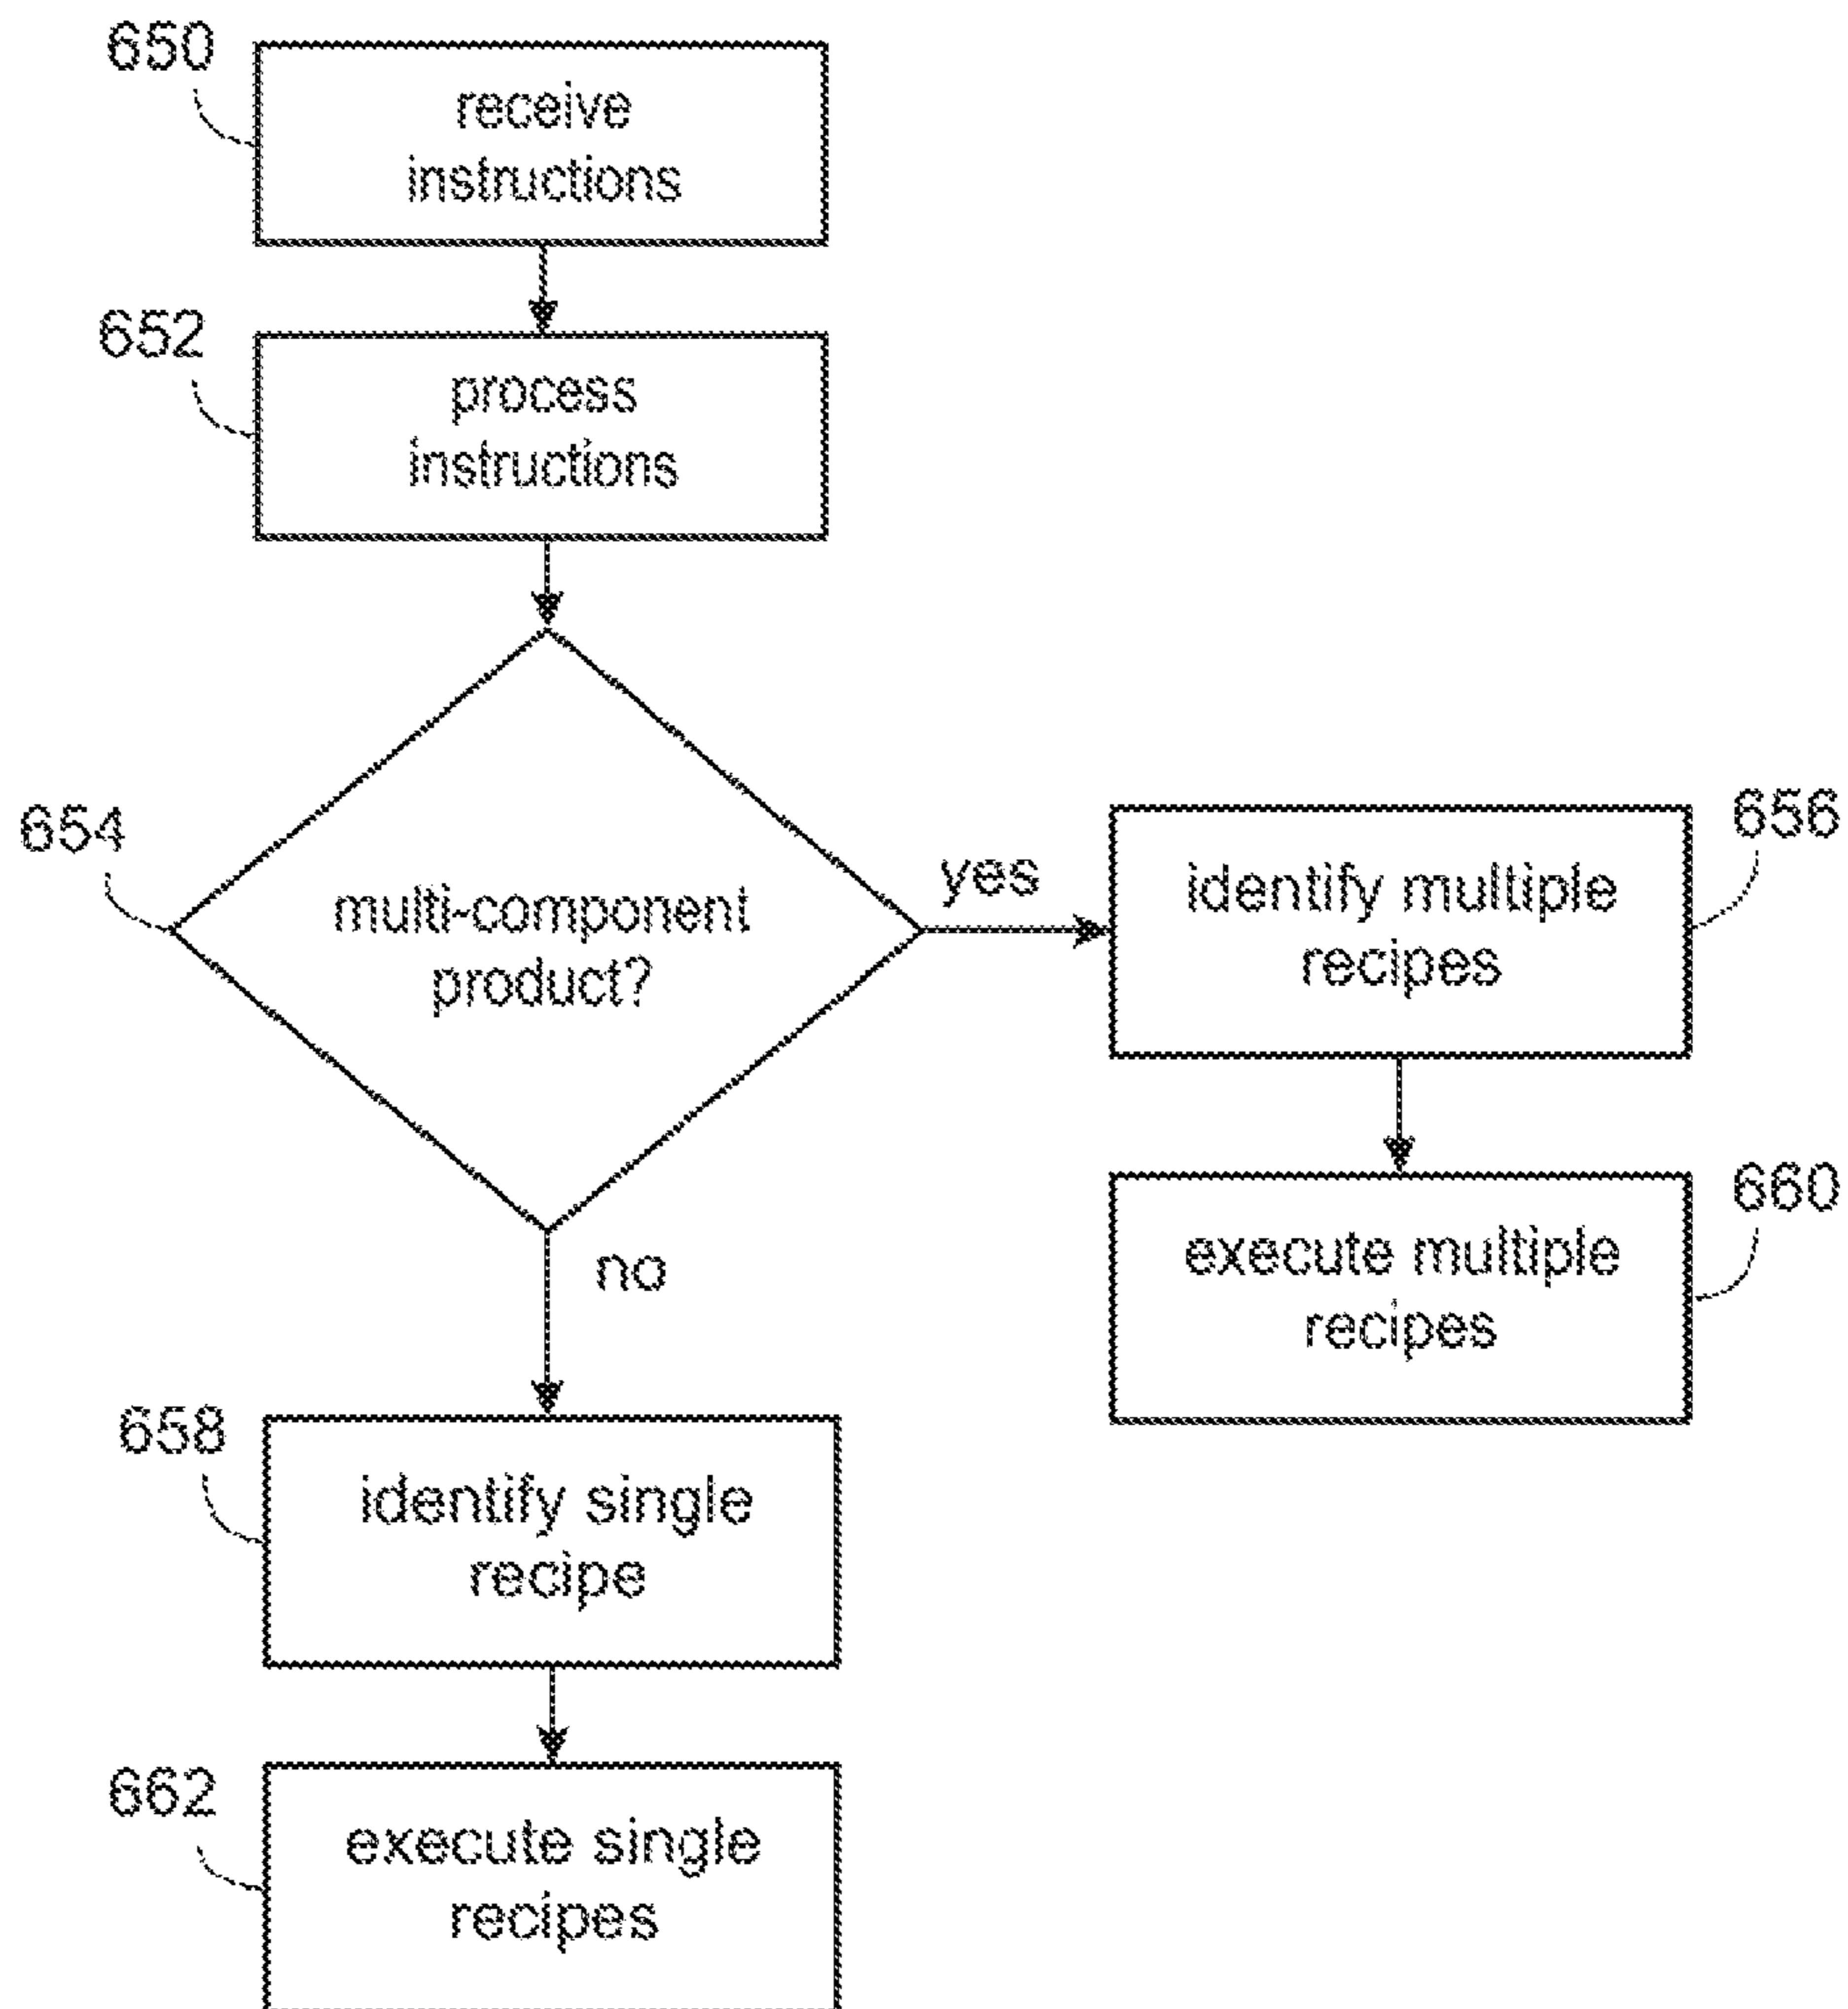 650
receive
instructions
652
process
instructions
654
multi-component
product?
yes
656
identify multiple
recipes
660
execute multiple
recipes
no
658
identify single
recipe
662
execute single
recipes